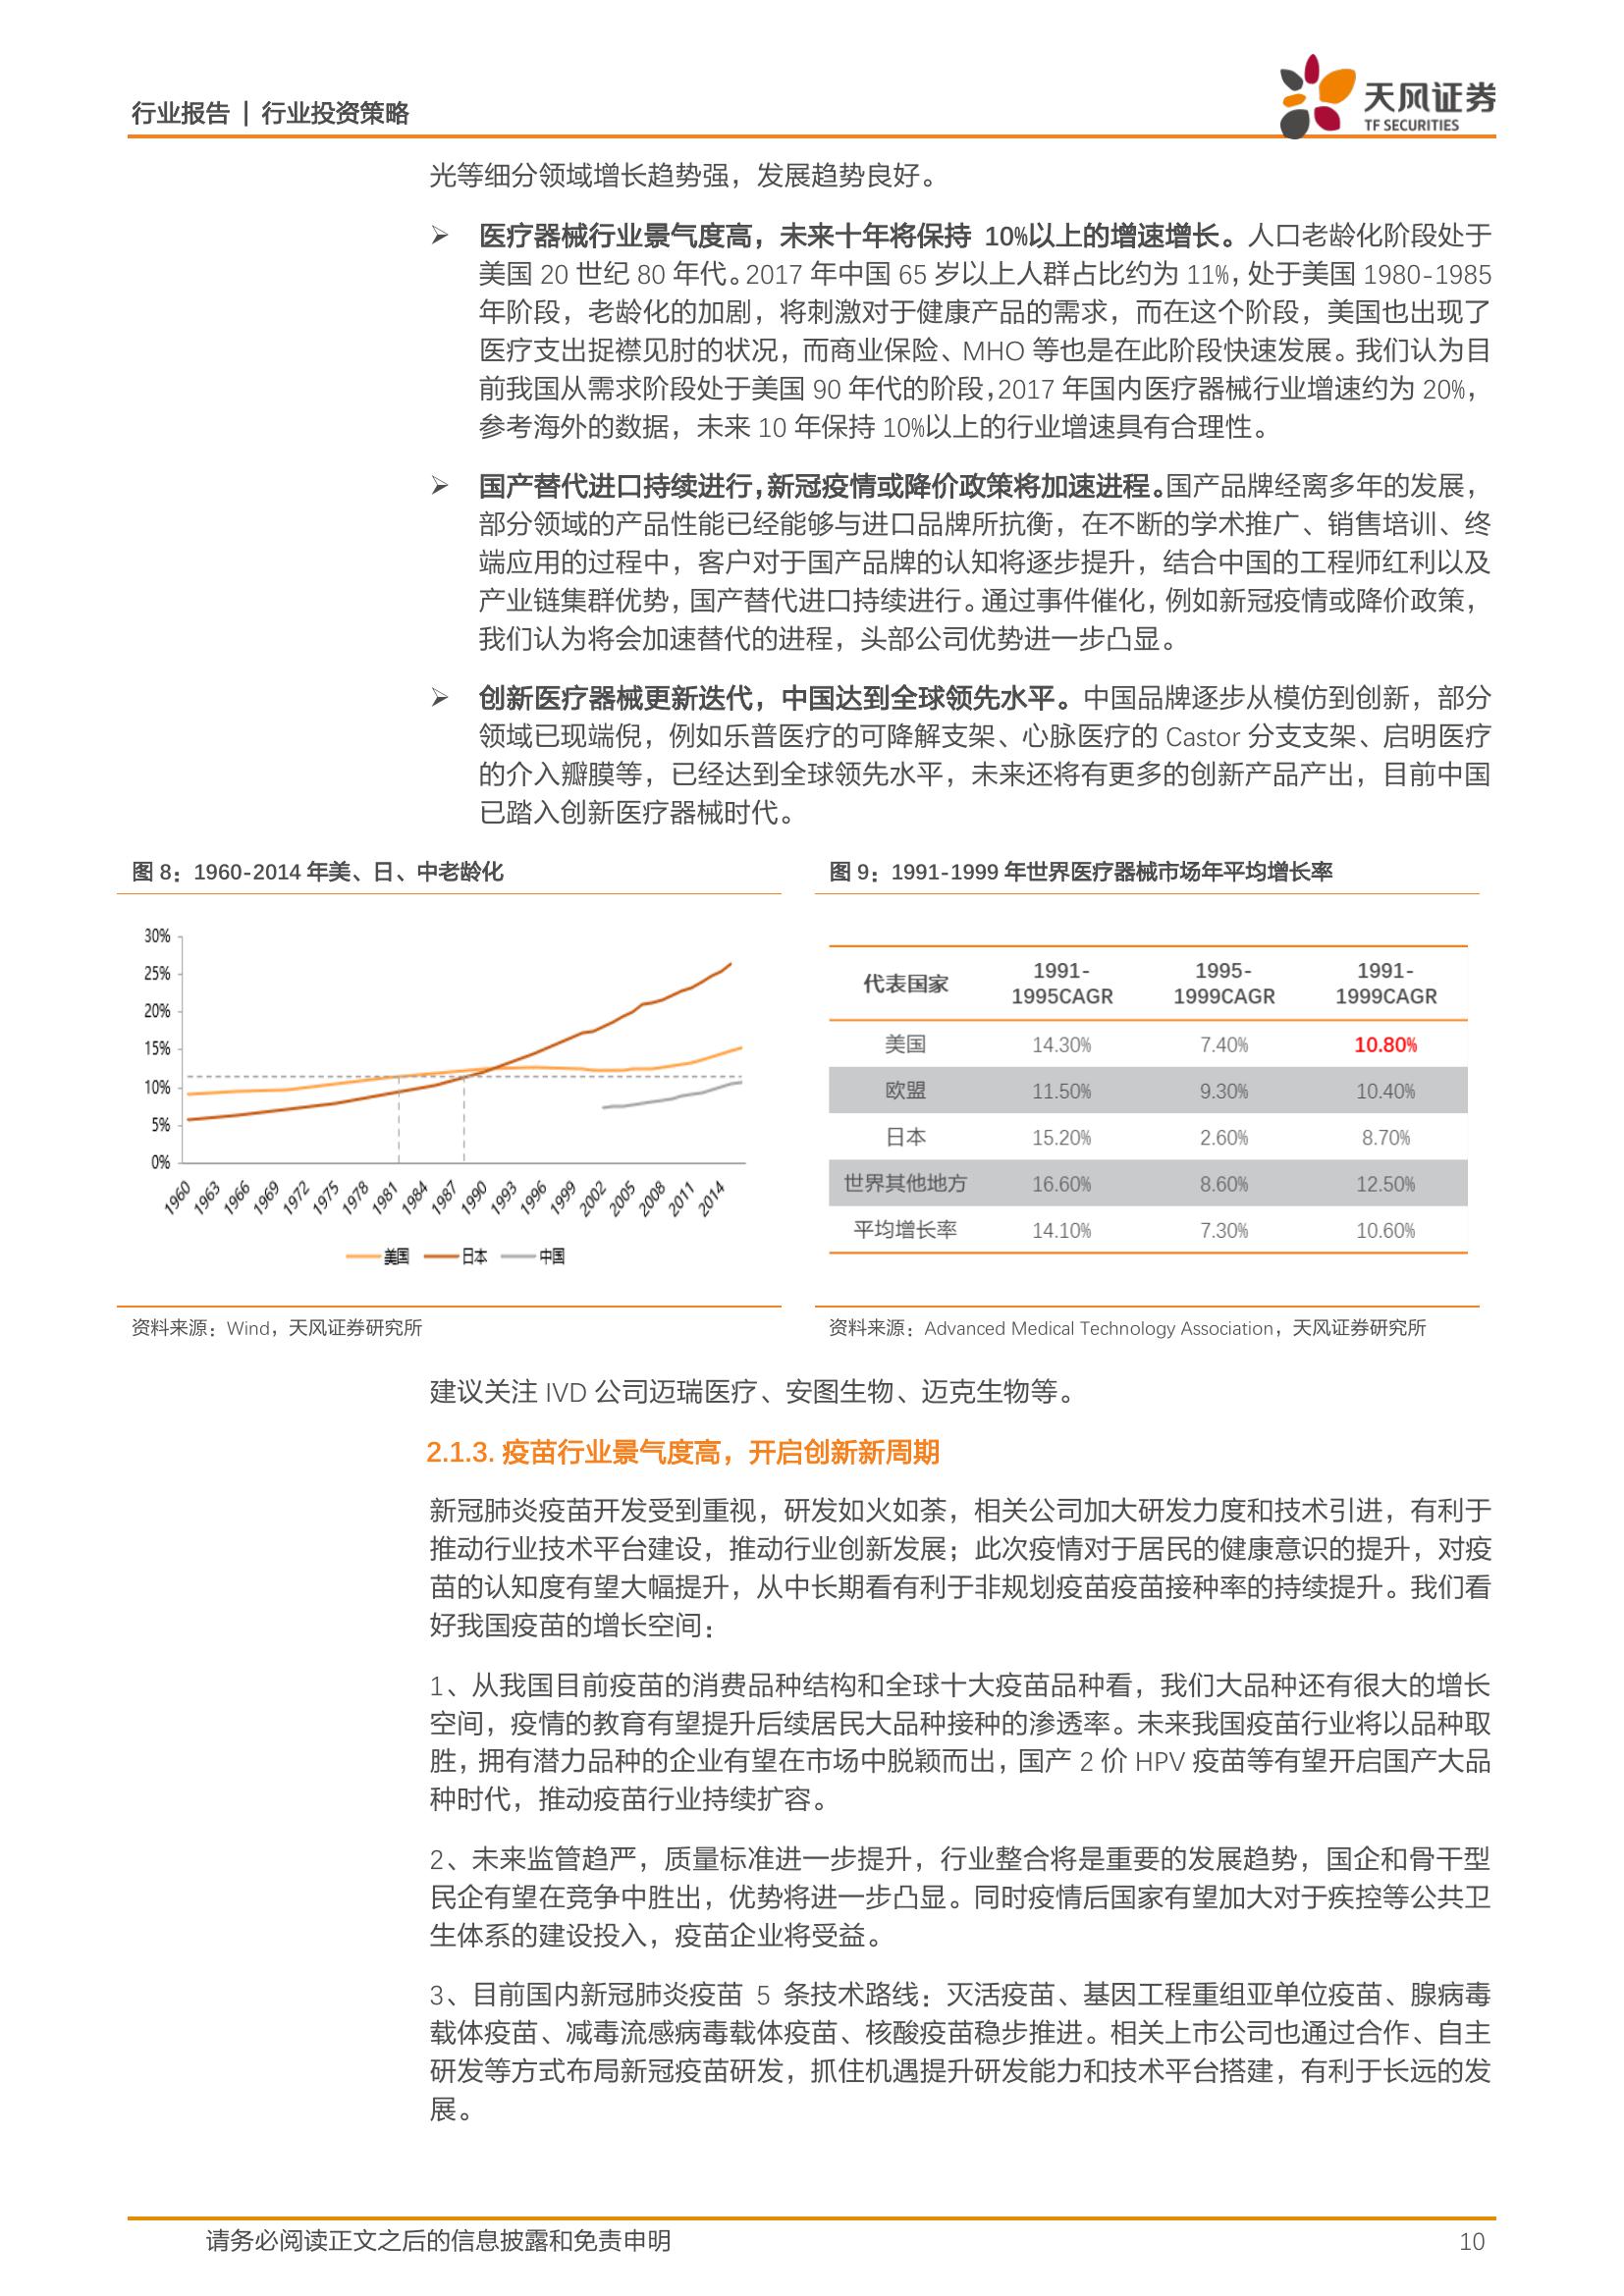 行业报告 | 行业投资策略
天风证券
TF SECURITIES
光等细分领域增长趋势强，发展趋势良好。
➢ 医疗器械行业景气度高，未来十年将保持 10%以上的增速增长。人口老龄化阶段处于
美国 20 世纪 80 年代。2017 年中国 65 岁以上人群占比约为 11%，处于美国 1980-1985
年阶段，老龄化的加剧，将刺激对于健康产品的需求，而在这个阶段，美国也出现了
医疗支出捉襟见肘的状况，而商业保险、MHO 等也是在此阶段快速发展。我们认为目
前我国从需求阶段处于美国 90 年代的阶段，2017 年国内医疗器械行业增速约为 20%，
参考海外的数据，未来 10 年保持 10%以上的行业增速具有合理性。
➢ 国产替代进口持续进行，新冠疫情或降价政策将加速进程。国产品牌经离多年的发展，
部分领域的产品性能已经能够与进口品牌所抗衡，在不断的学术推广、销售培训、终
端应用的过程中，客户对于国产品牌的认知将逐步提升，结合中国的工程师红利以及
产业链集群优势，国产替代进口持续进行。通过事件催化，例如新冠疫情或降价政策，
我们认为将会加速替代的进程，头部公司优势进一步凸显。
➢ 创新医疗器械更新迭代，中国达到全球领先水平。中国品牌逐步从模仿到创新，部分
领域已现端倪，例如乐普医疗的可降解支架、心脉医疗的 Castor 分支支架、启明医疗
的介入瓣膜等，已经达到全球领先水平，未来还将有更多的创新产品产出，目前中国
已踏入创新医疗器械时代。
图 8：1960-2014 年美、日、中老龄化
30%
25%
20%
15%
10%
5%
0%
1960 1963 1966 1969 1972 1975 1978 1981 1984 1987 1990 1993 1996 1999 2002 2005 2008 2011 2014
美国 日本 中国
资料来源：Wind，天风证券研究所
图 9：1991-1999 年世界医疗器械市场年平均增长率
代表国家 1991-1995CAGR 1995-1999CAGR 1991-1999CAGR
美国 14.30% 7.40% 10.80%
欧盟 11.50% 9.30% 10.40%
日本 15.20% 2.60% 8.70%
世界其他地方 16.60% 8.60% 12.50%
平均增长率 14.10% 7.30% 10.60%
资料来源：Advanced Medical Technology Association，天风证券研究所
建议关注 IVD 公司迈瑞医疗、安图生物、迈克生物等。
2.1.3. 疫苗行业景气度高，开启创新新周期
新冠肺炎疫苗开发受到重视，研发如火如荼，相关公司加大研发力度和技术引进，有利于
推动行业技术平台建设，推动行业创新发展；此次疫情对于居民的健康意识的提升，对疫
苗的认知度有望大幅提升，从中长期看有利于非规划疫苗疫苗接种率的持续提升。我们看
好我国疫苗的增长空间：
1、从我国目前疫苗的消费品种结构和全球十大疫苗品种看，我们大品种还有很大的增长
空间，疫情的教育有望提升后续居民大品种接种的渗透率。未来我国疫苗行业将以品种取
胜，拥有潜力品种的企业有望在市场中脱颖而出，国产 2 价 HPV 疫苗等有望开启国产大品
种时代，推动疫苗行业持续扩容。
2、未来监管趋严，质量标准进一步提升，行业整合将是重要的发展趋势，国企和骨干型
民企有望在竞争中胜出，优势将进一步凸显。同时疫情后国家有望加大对于疾控等公共卫
生体系的建设投入，疫苗企业将受益。
3、目前国内新冠肺炎疫苗 5 条技术路线：灭活疫苗、基因工程重组亚单位疫苗、腺病毒
载体疫苗、减毒流感病毒载体疫苗、核酸疫苗稳步推进。相关上市公司也通过合作、自主
研发等方式布局新冠疫苗研发，抓住机遇提升研发能力和技术平台搭建，有利于长远的发
展。
请务必阅读正文之后的信息披露和免责申明 10